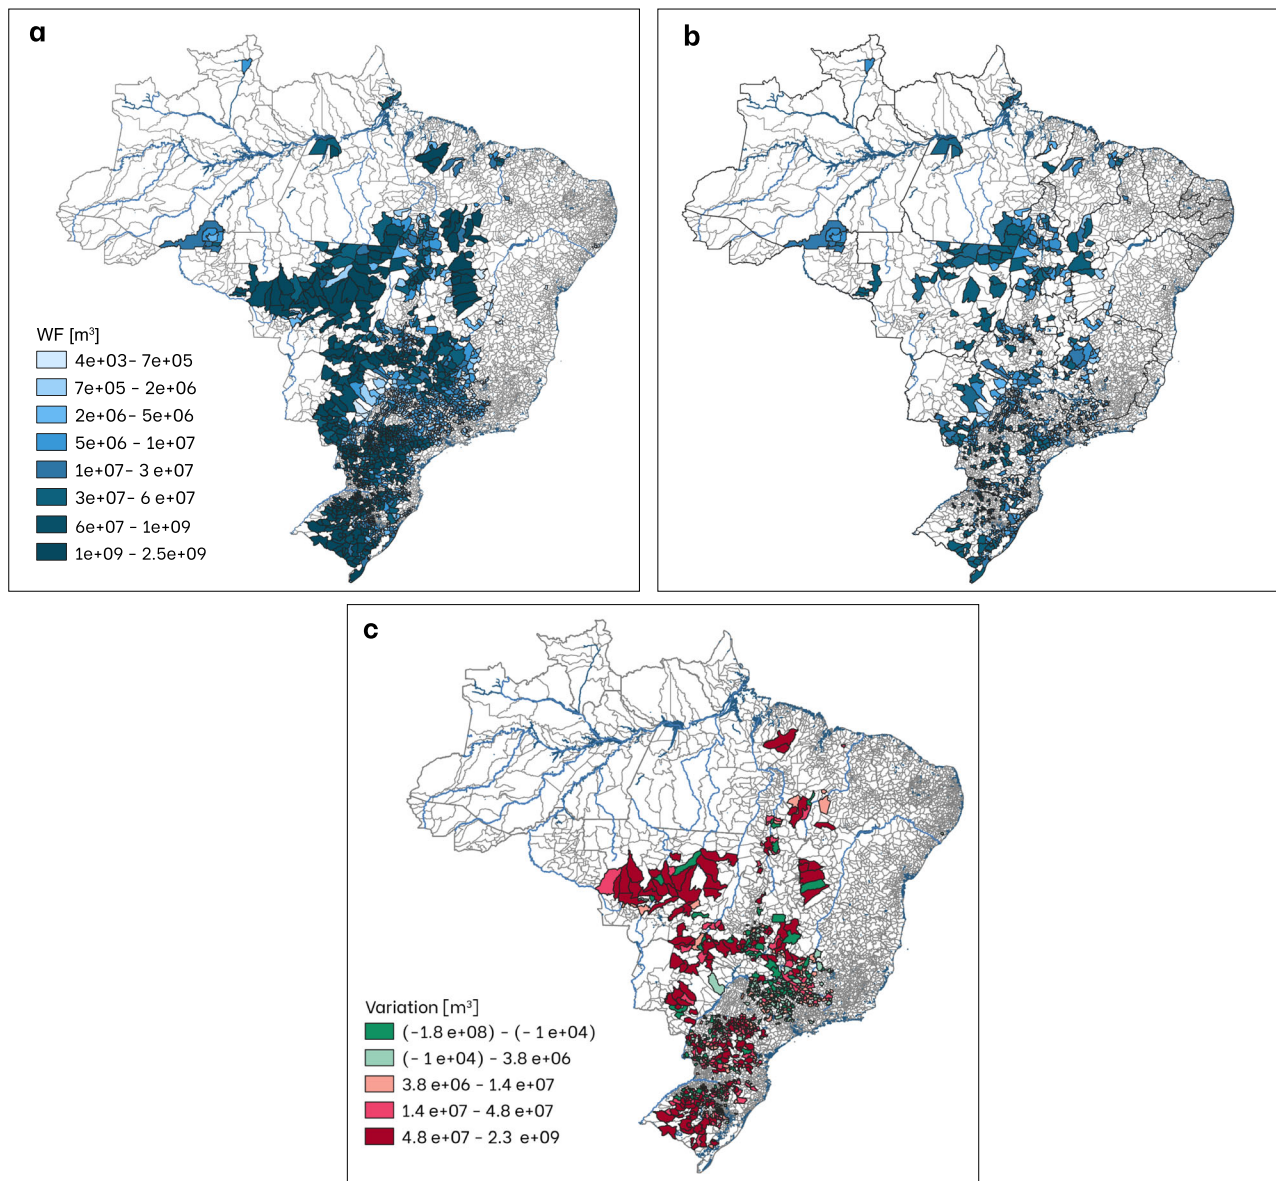 a
WF [m³]
4e+03– 7e+05
7e+05 – 2e+06
2e+06– 5e+06
5e+06 – 1e+07
1e+07– 3 e+07
3e+07– 6 e+07
6e+07 – 1e+09
1e+09 – 2.5e+09
b
c
Variation [m³]
(-1.8 e+08) – (- 1 e+04)
(- 1 e+04) – 3.8 e+06
3.8 e+06 – 1.4 e+07
1.4 e+07 – 4.8 e+07
4.8 e+07 – 2.3 e+09